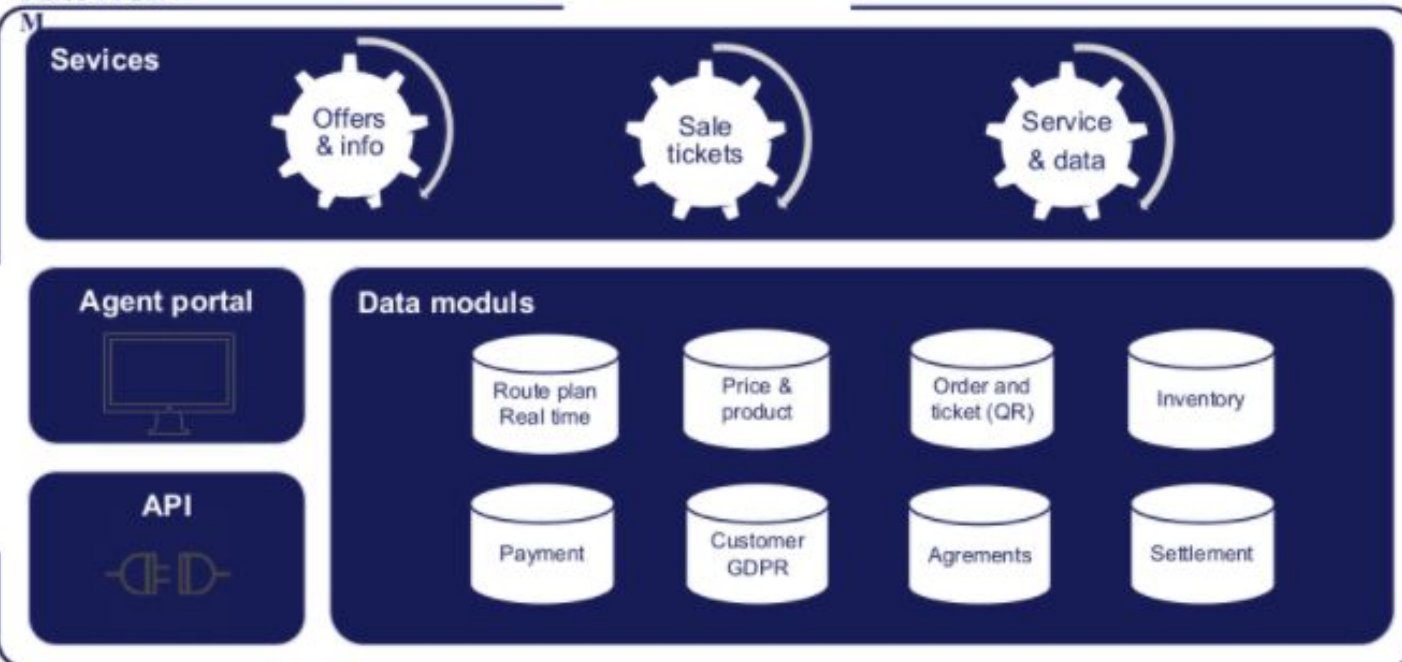 M
Sevices
Offers
& info
Sale
tickets
Service
& data
Agent portal
Data moduls
Route plan
Real time
Price &
product
Order and
ticket (QR)
Inventory
API
Payment
Customer
GDPR
Agrements
Settlement